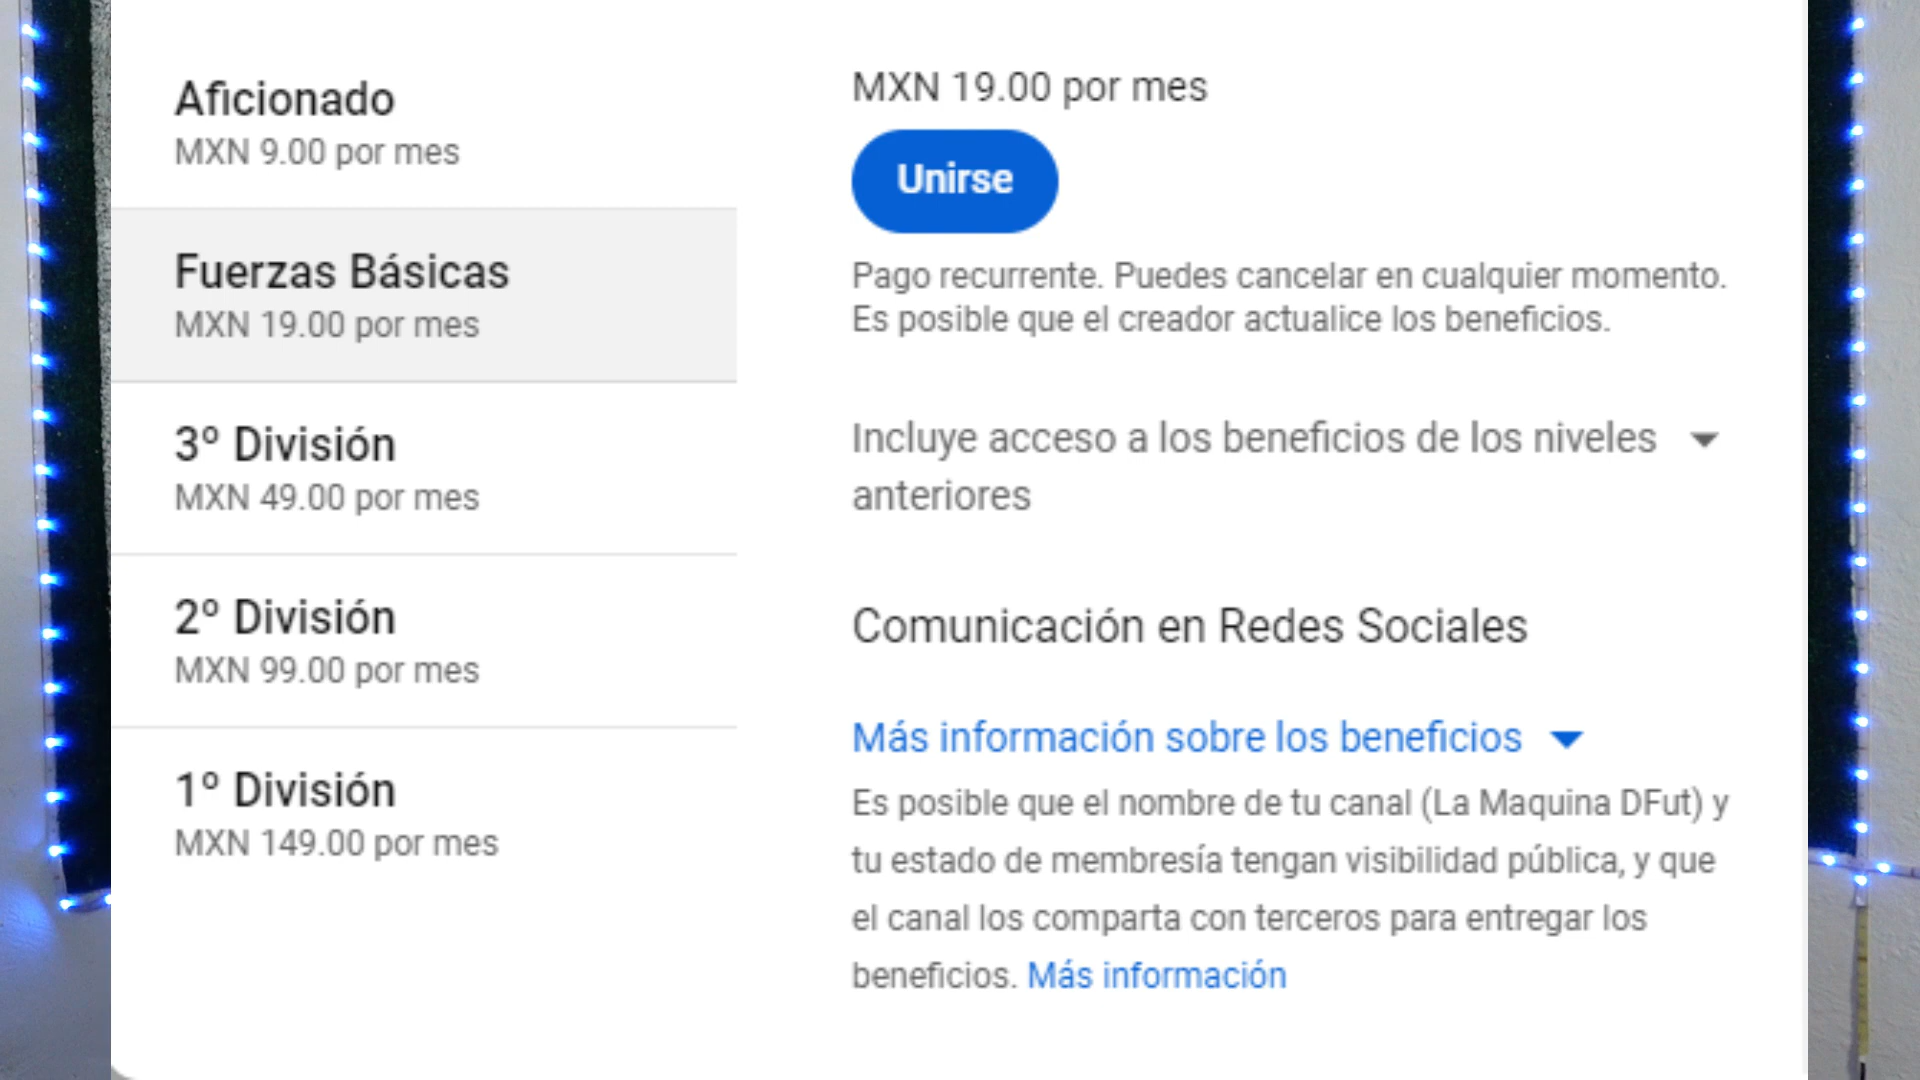 Aficionado
MXN 9.00 por mes
Fuerzas Básicas
MXN 19.00 por mes
3º División
MXN 49.00 por mes
2º División
MXN 99.00 por mes
1º División
MXN 149.00 por mes
MXN 19.00 por mes
Unirse
Pago recurrente. Puedes cancelar en cualquier momento.
Es posible que el creador actualice los beneficios.
Incluye acceso a los beneficios de los niveles
anteriores
Comunicación en Redes Sociales
Más información sobre los beneficios
Es posible que el nombre de tu canal (La Maquina DFut) y
tu estado de membresía tengan visibilidad pública, y que
el canal los comparta con terceros para entregar los
beneficios. Más información